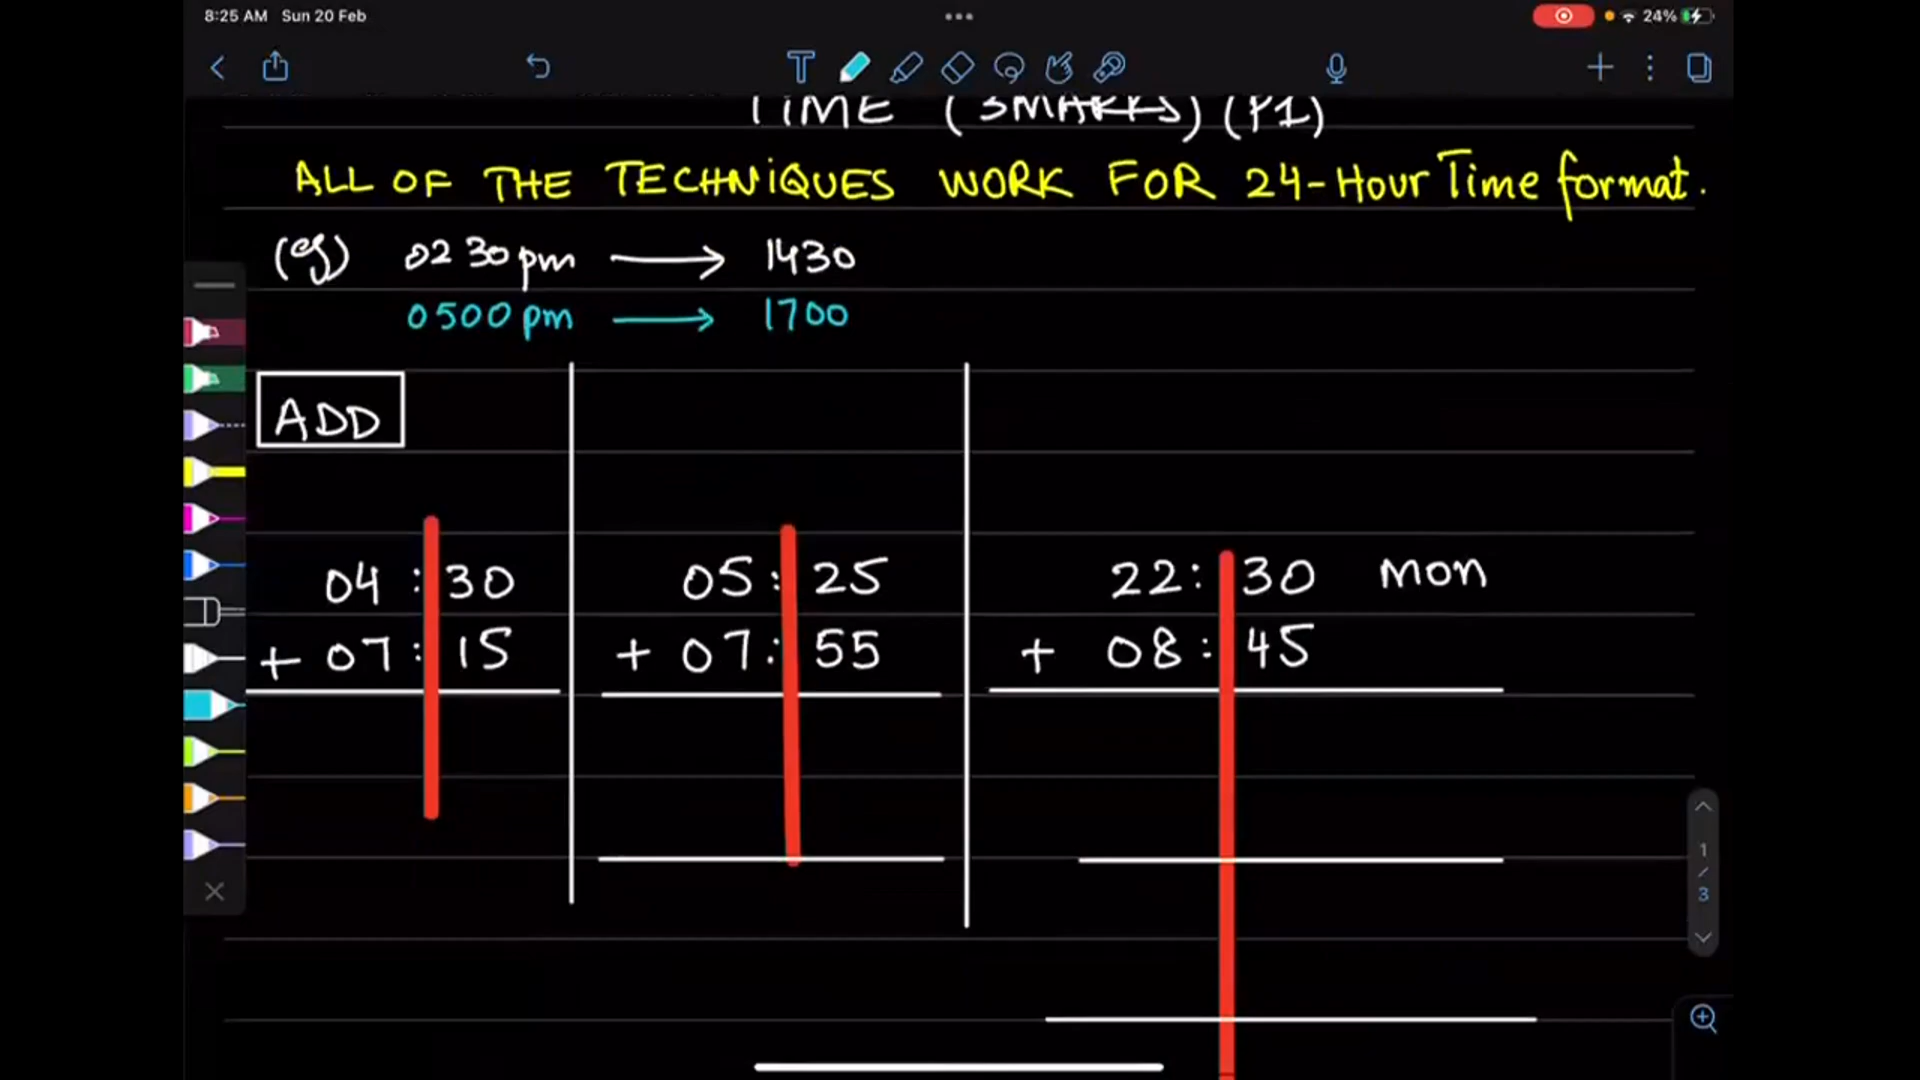 8:25 AM Sun 20 Feb
24%
TIME (3MARKS) (P1)
ALL OF THE TECHNiQUES WORK FOR 24-Hour Time format.
(eg) 02 30 pm → 1430
0500 pm → 1700
ADD
04 : 30
+ 07 : 15
05 : 25
+ 07 : 55
22 : 30 mon
+ 08 : 45
1
/
3